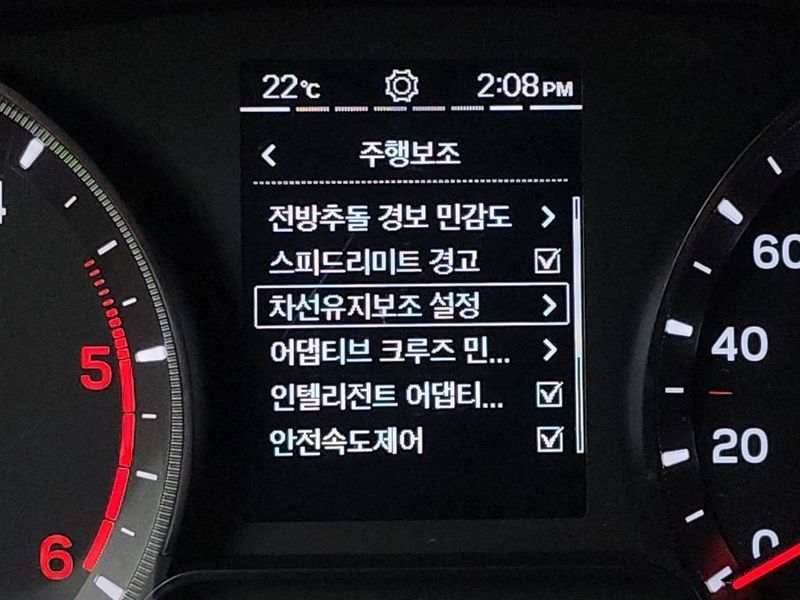 22°C 2:08PM
주행보조
전방추돌 경보 민감도
스피드리미트 경고
차선유지보조 설정
어댑티브 크루즈 민...
인텔리전트 어댑티...
안전속도제어
5
6
60
40
20
0